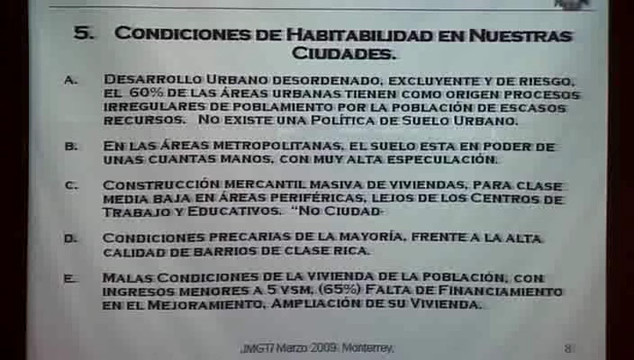 5. CONDICIONES DE HABITABILIDAD EN NUESTRAS
CIUDADES.
A. DESARROLLO URBANO DESORDENADO, EXCLUYENTE Y DE RIESGO,
EL 60% DE LAS ÁREAS URBANAS TIENEN COMO ORIGEN PROCESOS
IRREGULARES DE POBLAMIENTO POR LA POBLACIÓN DE ESCASOS
RECURSOS. NO EXISTE UNA POLÍTICA DE SUELO URBANO.
B. EN LAS ÁREAS METROPOLITANAS, EL SUELO ESTA EN PODER DE
UNAS CUANTAS MANOS, CON MUY ALTA ESPECULACIÓN.
C. CONSTRUCCIÓN MERCANTIL MASIVA DE VIVIENDAS, PARA CLASE
MEDIA BAJA EN ÁREAS PERIFÉRICAS, LEJOS DE LOS CENTROS DE
TRABAJO Y EDUCATIVOS. "NO CIUDAD-
D. CONDICIONES PRECARIAS DE LA MAYORÍA, FRENTE A LA ALTA
CALIDAD DE BARRIOS DE CLASE RICA.
E. MALAS CONDICIONES DE LA VIVIENDA DE LA POBLACIÓN, CON
INGRESOS MENORES A 5 VSM, (65%) FALTA DE FINANCIAMIENTO
EN EL MEJORAMIENTO, AMPLIACIÓN DE SU VIVIENDA.
JMG17 Marzo 2009. Monterrey. 8